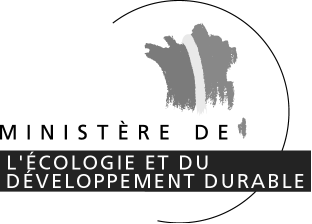 MINISTÈRE DE
L'ÉCOLOGIE ET DU
DÉVELOPPEMENT DURABLE